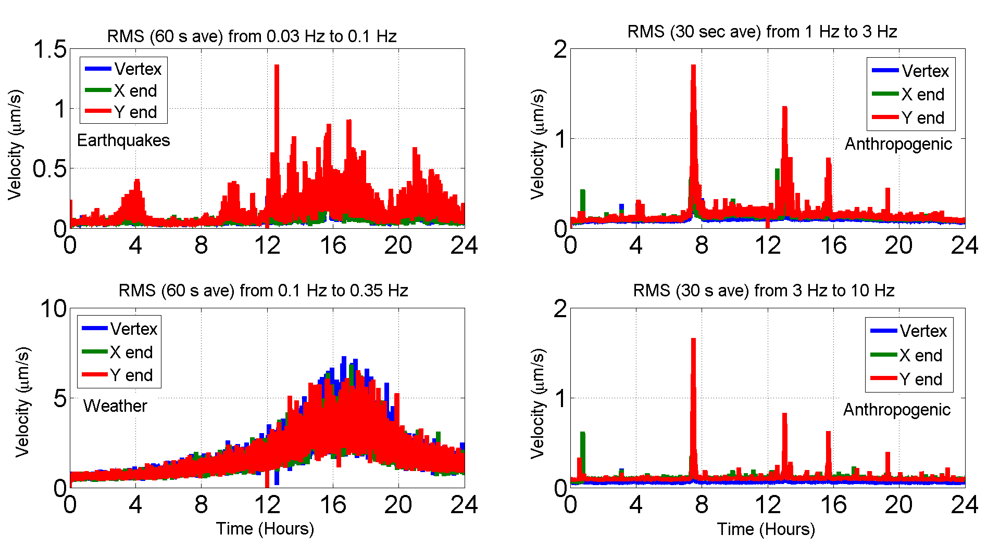 RMS (60 s ave) from 0.03 Hz to 0.1 Hz
1.5
1
0.5
0
Velocity (μm/s)
Vertex
X end
Y end
Earthquakes
0 4 8 12 16 20 24
RMS (30 sec ave) from 1 Hz to 3 Hz
2
1
0
Velocity (μm/s)
Vertex
X end
Y end
Anthropogenic
0 4 8 12 16 20 24
RMS (60 s ave) from 0.1 Hz to 0.35 Hz
10
5
0
Velocity (μm/s)
Vertex
X end
Y end
Weather
0 4 8 12 16 20 24
Time (Hours)
RMS (30 s ave) from 3 Hz to 10 Hz
2
1
0
Velocity (μm/s)
Vertex
X end
Y end
Anthropogenic
0 4 8 12 16 20 24
Time (Hours)